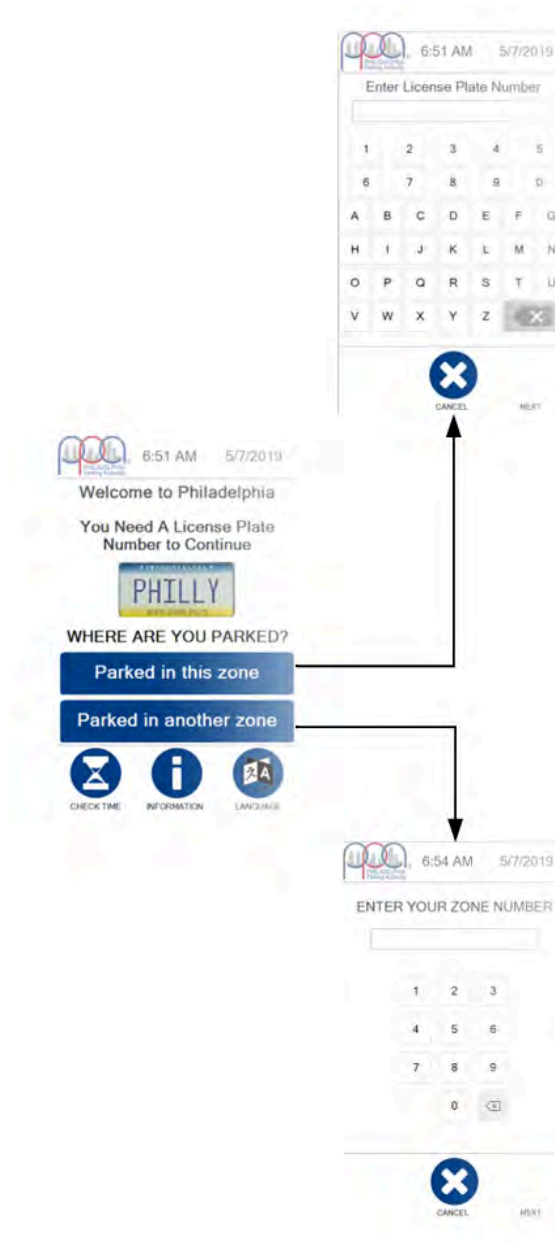 6:51 AM 5/7/2019
Enter License Plate Number
1 2 3 4 5
6 7 8 9 0
A B C D E F G
H I J K L M N
O P Q R S T U
V W X Y Z
CANCEL NEXT
PHILADELPHIA
Parking Authority
6:51 AM 5/7/2019
Welcome to Philadelphia
You Need A License Plate
Number to Continue
PHILLY
WHERE ARE YOU PARKED?
Parked in this zone
Parked in another zone
CHECK TIME INFORMATION LANGUAGE
6:54 AM 5/7/2019
ENTER YOUR ZONE NUMBER
1 2 3
4 5 6
7 8 9
0
CANCEL NEXT